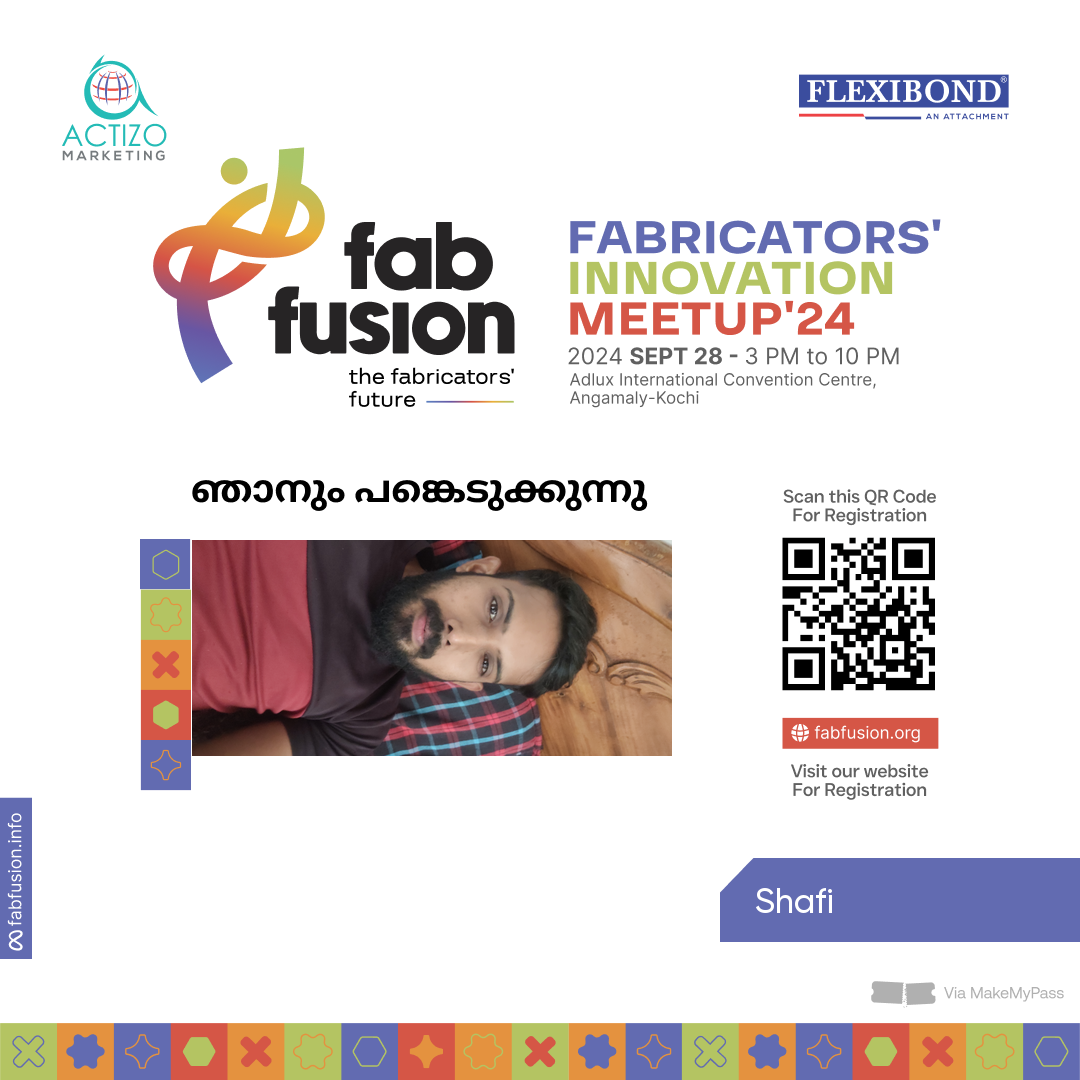 ACTIZO
MARKETING
FLEXIBOND®
AN ATTACHMENT
fab
fusion
the fabricators'
future
FABRICATORS'
INNOVATION
MEETUP'24
2024 SEPT 28 - 3 PM to 10 PM
Adlux International Convention Centre,
Angamaly-Kochi
ഞാനും പങ്കെടുക്കുന്നു
Scan this QR Code
For Registration
fabfusion.org
Visit our website
For Registration
fabfusion.info
Shafi
Via MakeMyPass